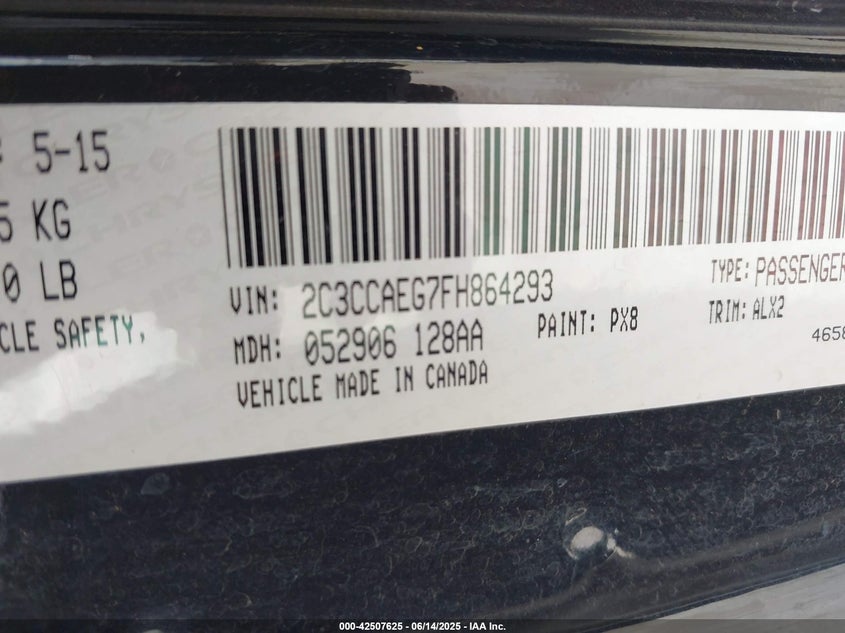 5-15
5 KG
0 LB
CLE SAFETY,
VIN: 2C3CCAEG7FH864293
TYPE: PASSENGER
MDH: 052906 128AA
PAINT: PX8
TRIM: ALX2
4658
VEHICLE MADE IN CANADA
000-42507625 - 06/14/2025 - IAA Inc.